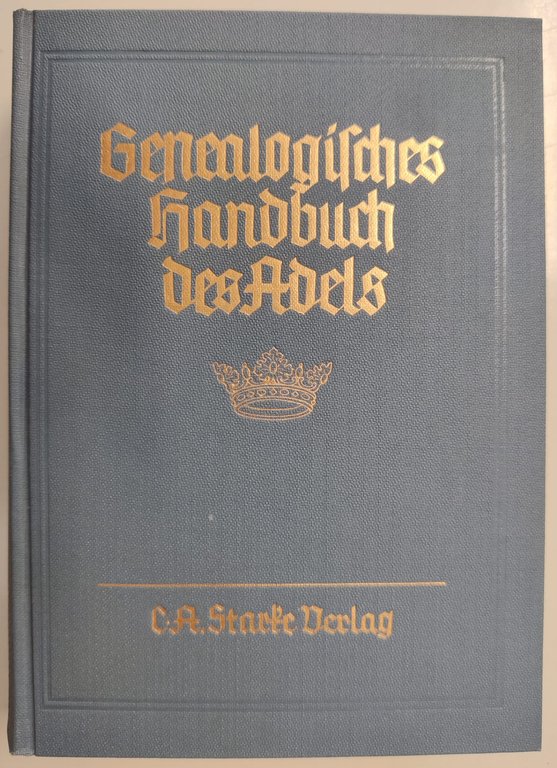 Genealogiſches
Handbuch
des Adels
C. A. Starke Verlag